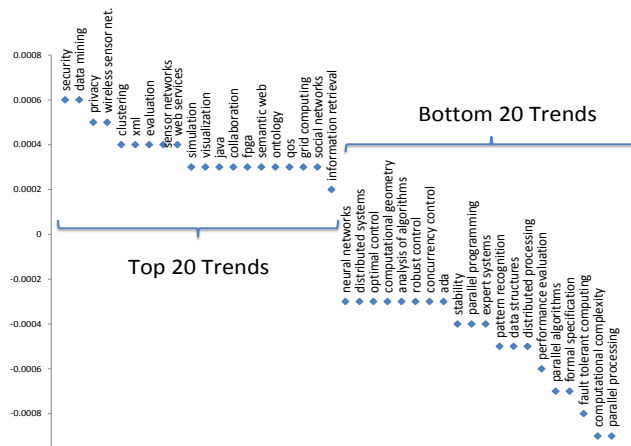 0.0008
0.0006
0.0004
0.0002
0
-0.0002
-0.0004
-0.0006
-0.0008
security
data mining
privacy
wireless sensor net.
clustering
xml
evaluation
sensor networks
web services
simulation
visualization
java
collaboration
fpga
semantic web
ontology
qos
grid computing
social networks
information retrieval
Top 20 Trends
Bottom 20 Trends
neural networks
distributed systems
optimal control
computational geometry
analysis of algorithms
robust control
concurrency control
ada
stability
parallel programming
expert systems
pattern recognition
data structures
distributed processing
performance evaluation
parallel algorithms
formal specification
fault tolerant computing
computational complexity
parallel processing